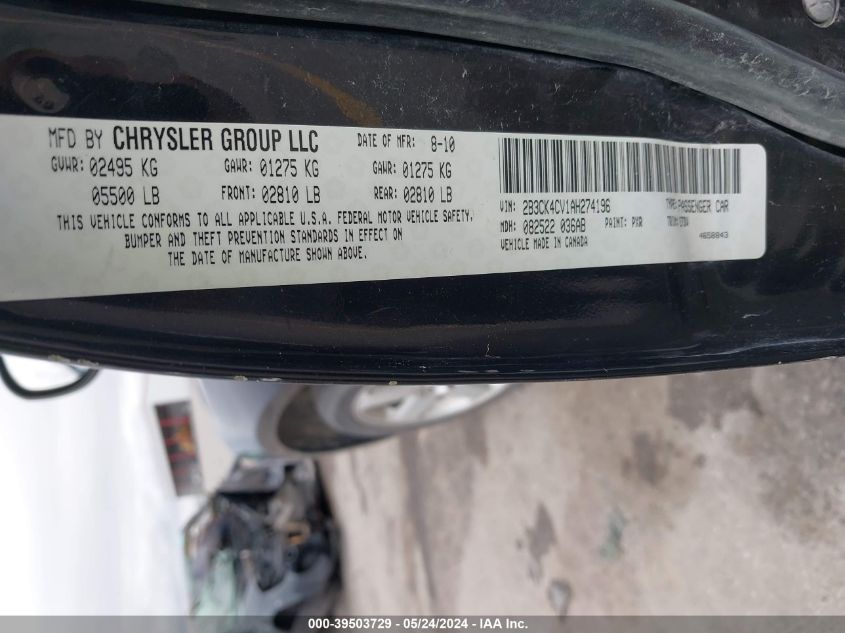 MFD BY CHRYSLER GROUP LLC DATE OF MFR: 8-10
GVWR: 02495 KG GAWR: 01275 KG GAWR: 01275 KG
05500 LB FRONT: 02810 LB REAR: 02810 LB
THIS VEHICLE CONFORMS TO ALL APPLICABLE U.S.A. FEDERAL MOTOR VEHICLE SAFETY,
BUMPER AND THEFT PREVENTION STANDARDS IN EFFECT ON
THE DATE OF MANUFACTURE SHOWN ABOVE.
VIN: 2B3CK4CV1AH274196 TYPE: PASSENGER CAR
MDH: 082522 036AB PAINT: PXR TRIM:
VEHICLE MADE IN CANADA 4658843
000-39503729 - 05/24/2024 - IAA Inc.